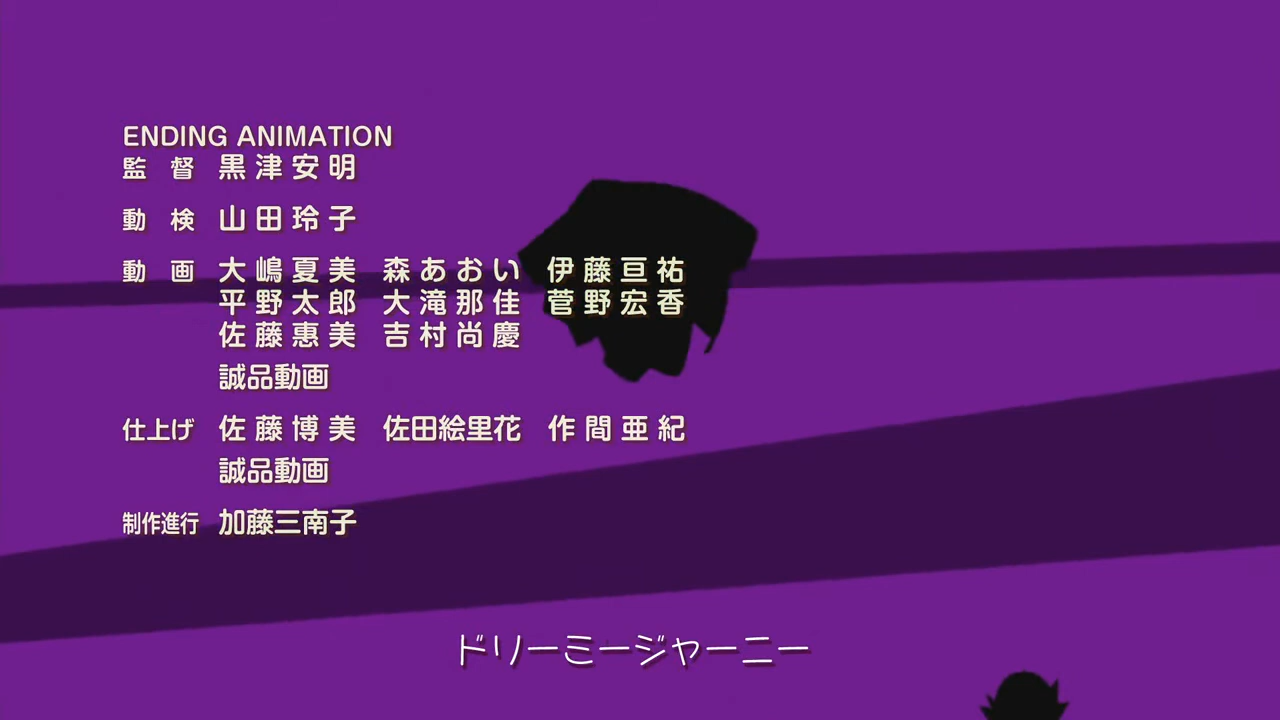 ENDING ANIMATION
監督 黒津安明
動検 山田玲子
動画 大嶋夏美 森あおい 伊藤亘祐
平野太郎 大滝那佳 菅野宏香
佐藤惠美 吉村尚慶
誠品動画
仕上げ 佐藤博美 佐田絵里花 作間亜紀
誠品動画
制作進行 加藤三南子
ドリーミージャーニー